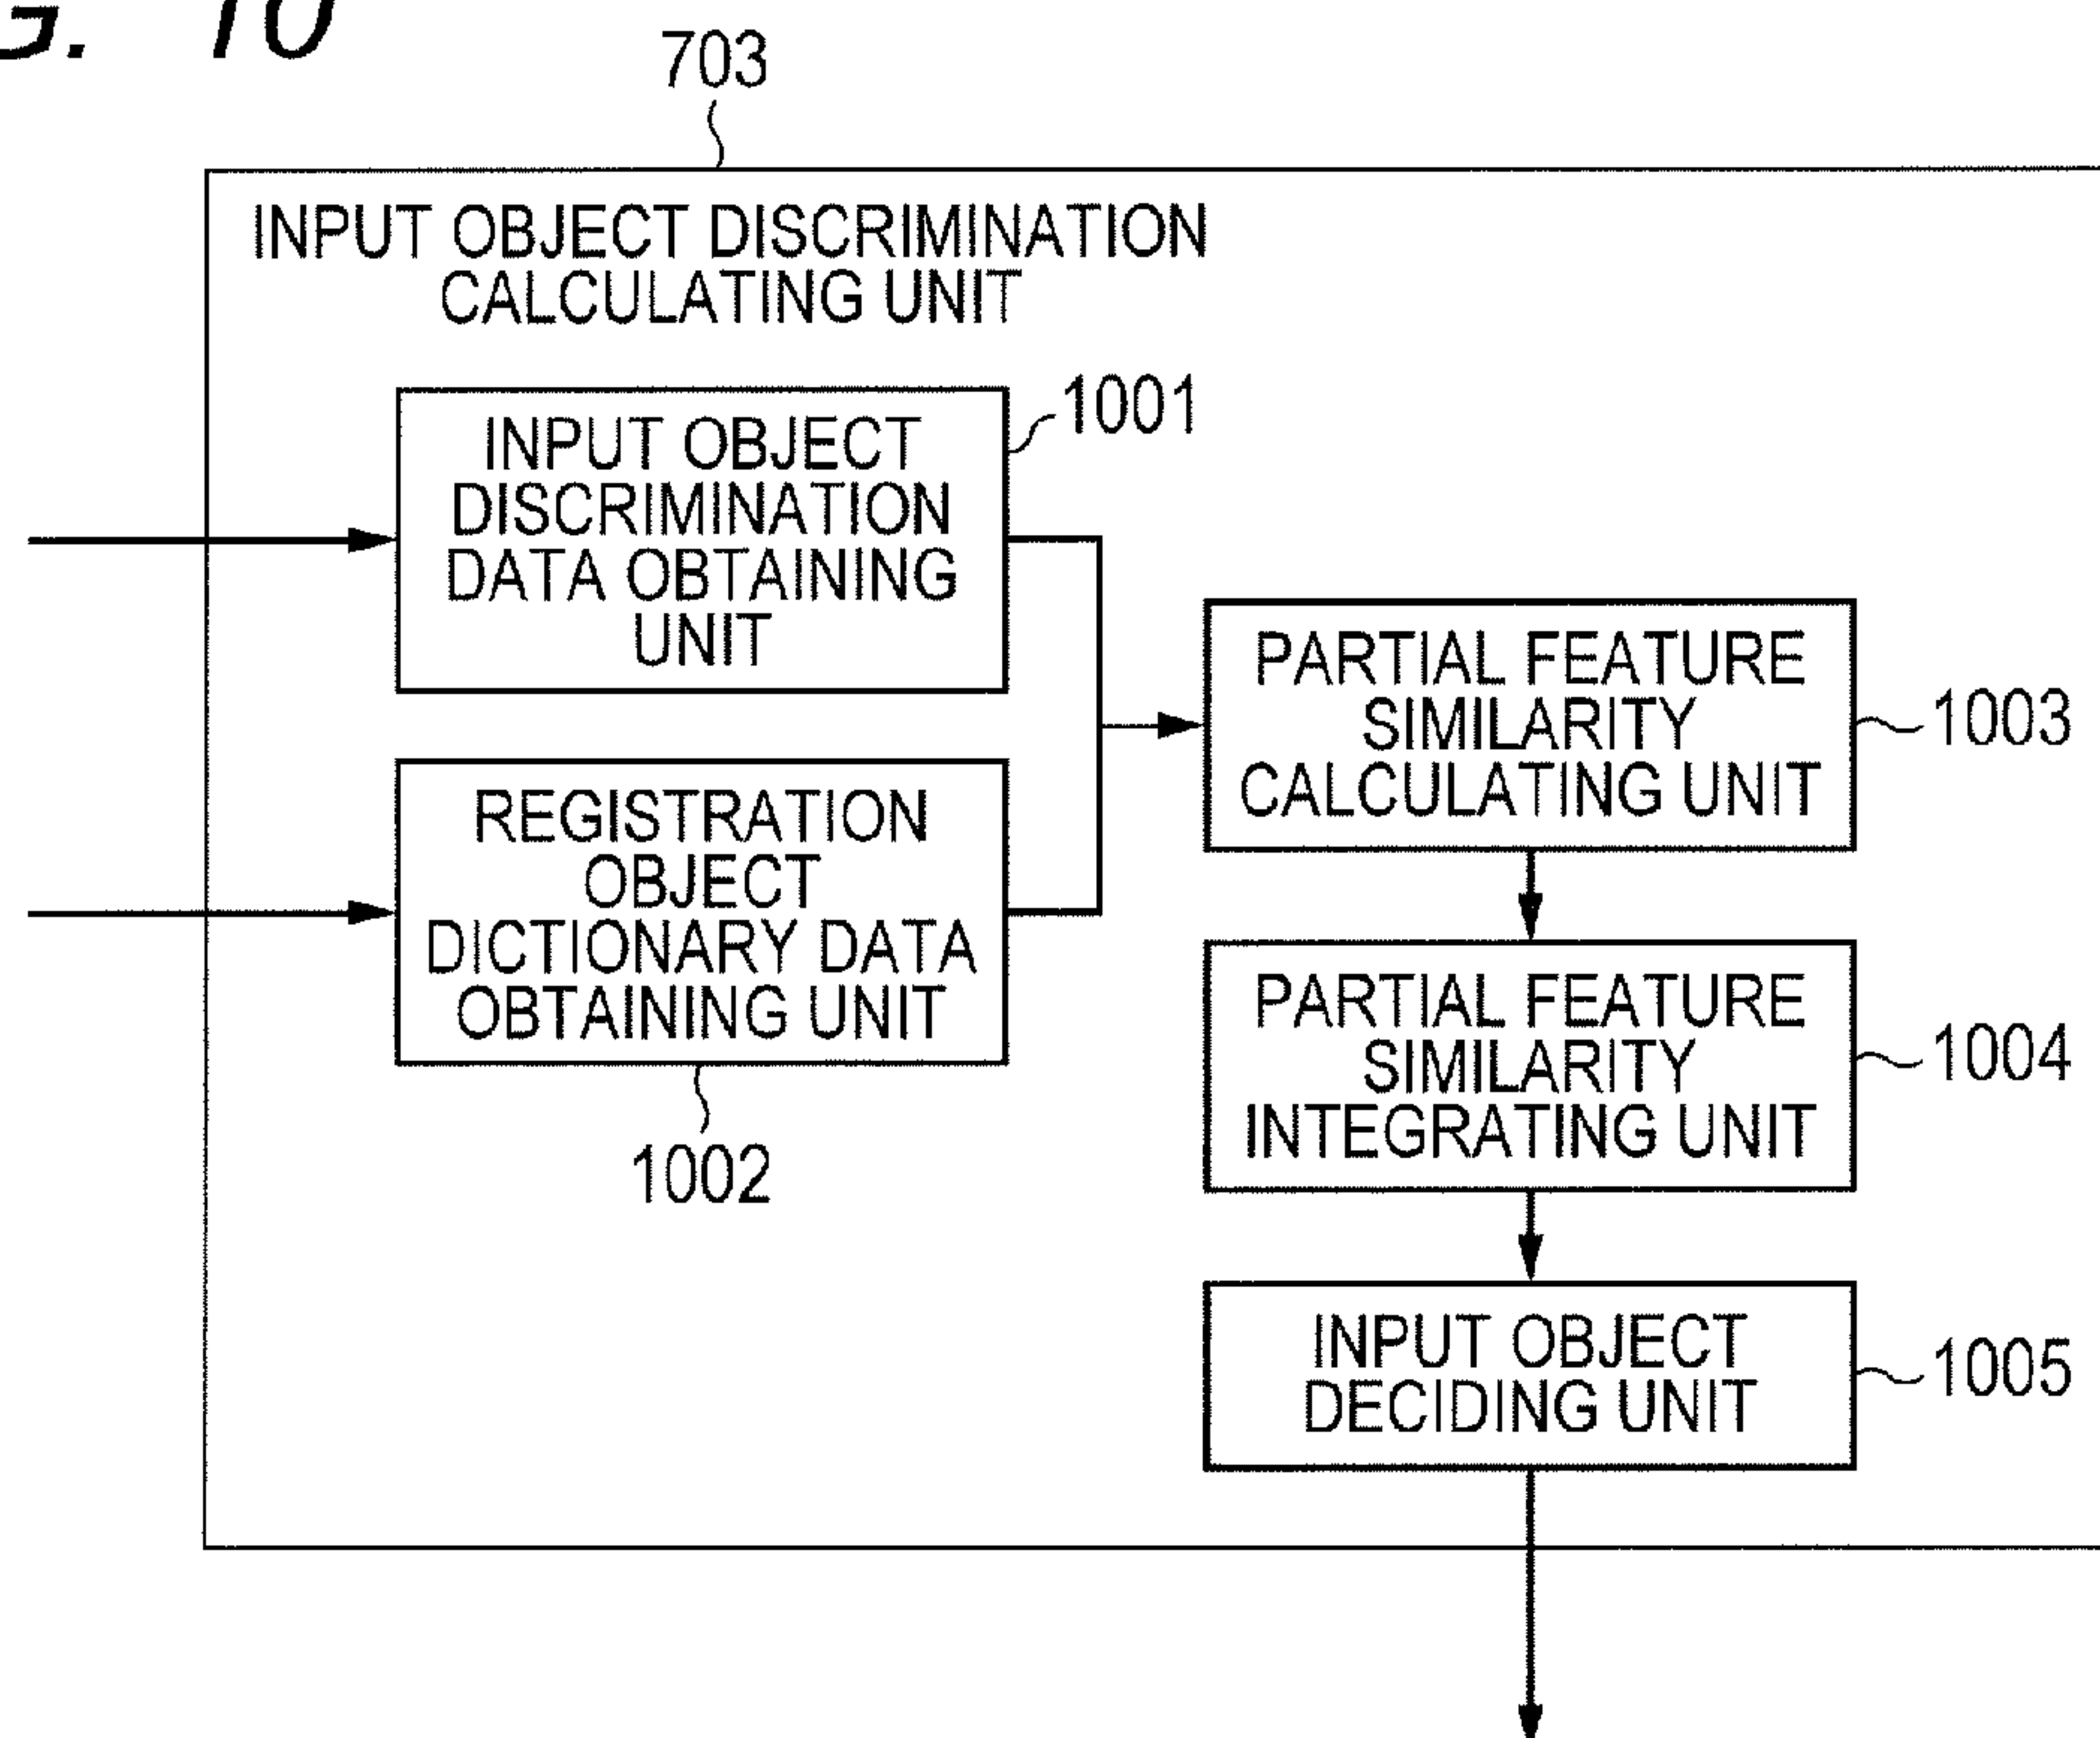 G. 10
703
INPUT OBJECT DISCRIMINATION
CALCULATING UNIT
1001
INPUT OBJECT
DISCRIMINATION
DATA OBTAINING
UNIT
PARTIAL FEATURE
SIMILARITY
CALCULATING UNIT
1003
REGISTRATION
OBJECT
DICTIONARY DATA
OBTAINING UNIT
1002
PARTIAL FEATURE
SIMILARITY
INTEGRATING UNIT
1004
INPUT OBJECT
DECIDING UNIT
1005